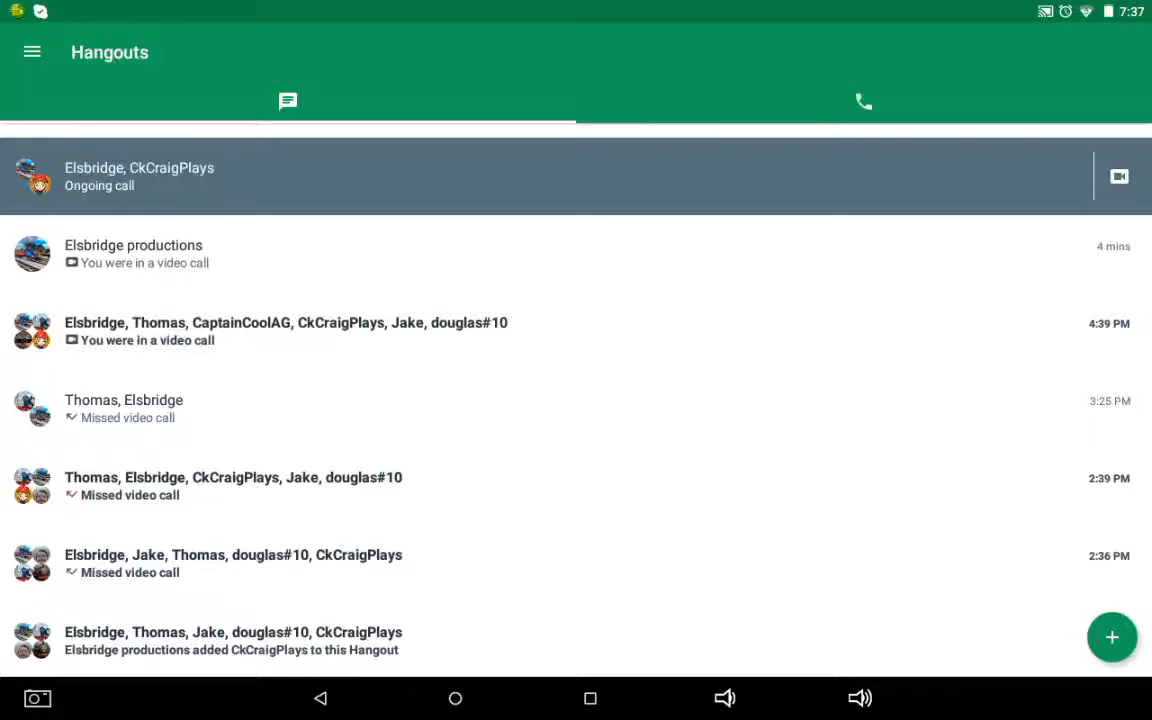 7:37
Hangouts
Elsbridge, CkCraigPlays
Ongoing call
Elsbridge productions
4 mins
You were in a video call
Elsbridge, Thomas, CaptainCoolAG, CkCraigPlays, Jake, douglas#10
4:39 PM
You were in a video call
Thomas, Elsbridge
3:25 PM
Missed video call
Thomas, Elsbridge, CkCraigPlays, Jake, douglas#10
2:39 PM
Missed video call
Elsbridge, Jake, Thomas, douglas#10, CkCraigPlays
2:36 PM
Missed video call
Elsbridge, Thomas, Jake, douglas#10, CkCraigPlays
Elsbridge productions added CkCraigPlays to this Hangout